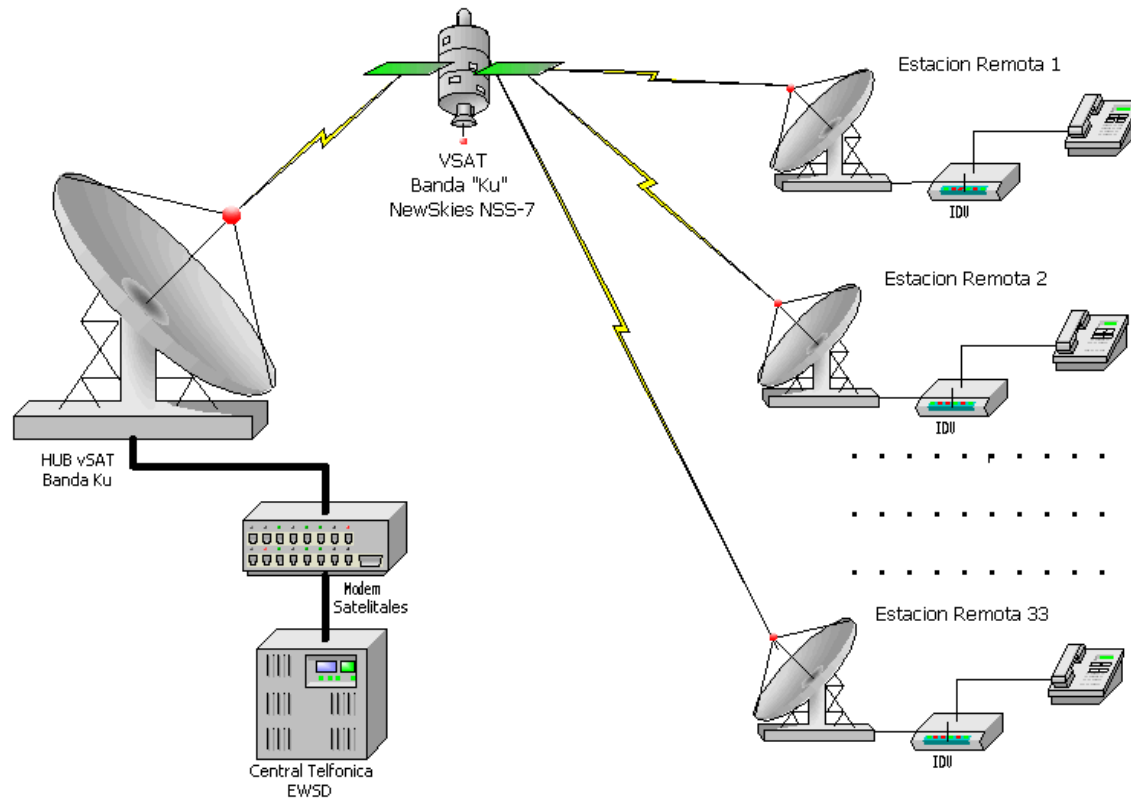 Estacion Remota 1
VSAT
Banda "Ku"
NewSkies NSS-7
IDU
Estacion Remota 2
IDU
HUB vSAT
Banda Ku
Modem
Satelitales
Estacion Remota 33
IDU
Central Telfonica
EWSD